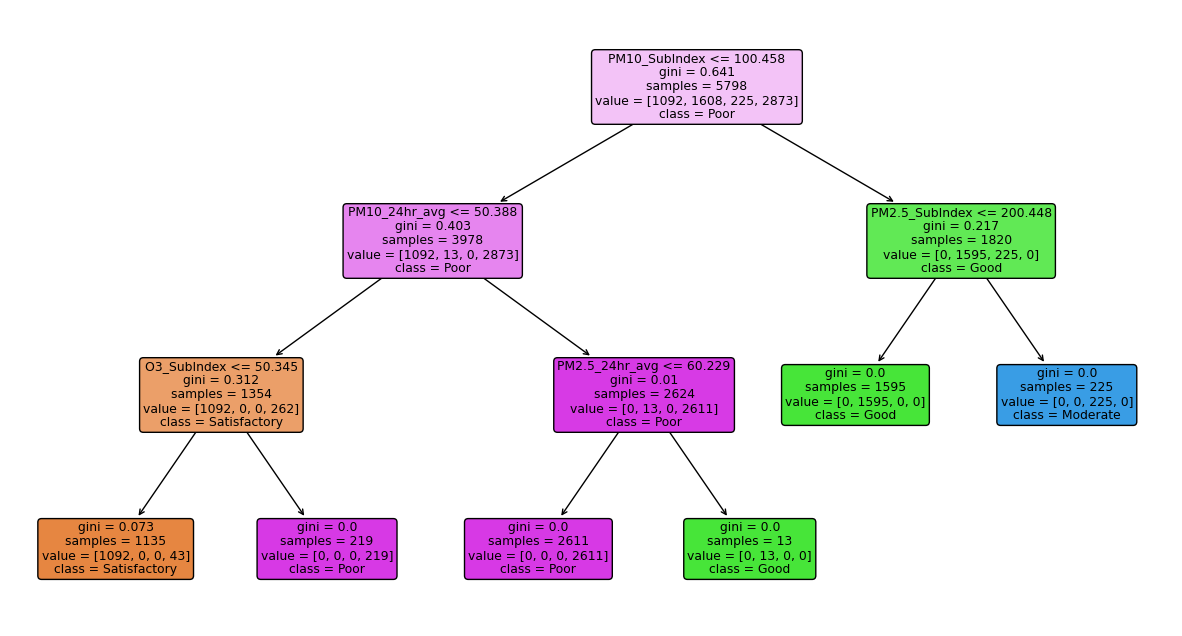 PM10_SubIndex <= 100.458
gini = 0.641
samples = 5798
value = [1092, 1608, 225, 2873]
class = Poor
PM10_24hr_avg <= 50.388
gini = 0.403
samples = 3978
value = [1092, 13, 0, 2873]
class = Poor
PM2.5_SubIndex <= 200.448
gini = 0.217
samples = 1820
value = [0, 1595, 225, 0]
class = Good
O3_SubIndex <= 50.345
gini = 0.312
samples = 1354
value = [1092, 0, 0, 262]
class = Satisfactory
PM2.5_24hr_avg <= 60.229
gini = 0.01
samples = 2624
value = [0, 13, 0, 2611]
class = Poor
gini = 0.0
samples = 1595
value = [0, 1595, 0, 0]
class = Good
gini = 0.0
samples = 225
value = [0, 0, 225, 0]
class = Moderate
gini = 0.073
samples = 1135
value = [1092, 0, 0, 43]
class = Satisfactory
gini = 0.0
samples = 219
value = [0, 0, 0, 219]
class = Poor
gini = 0.0
samples = 2611
value = [0, 0, 0, 2611]
class = Poor
gini = 0.0
samples = 13
value = [0, 13, 0, 0]
class = Good